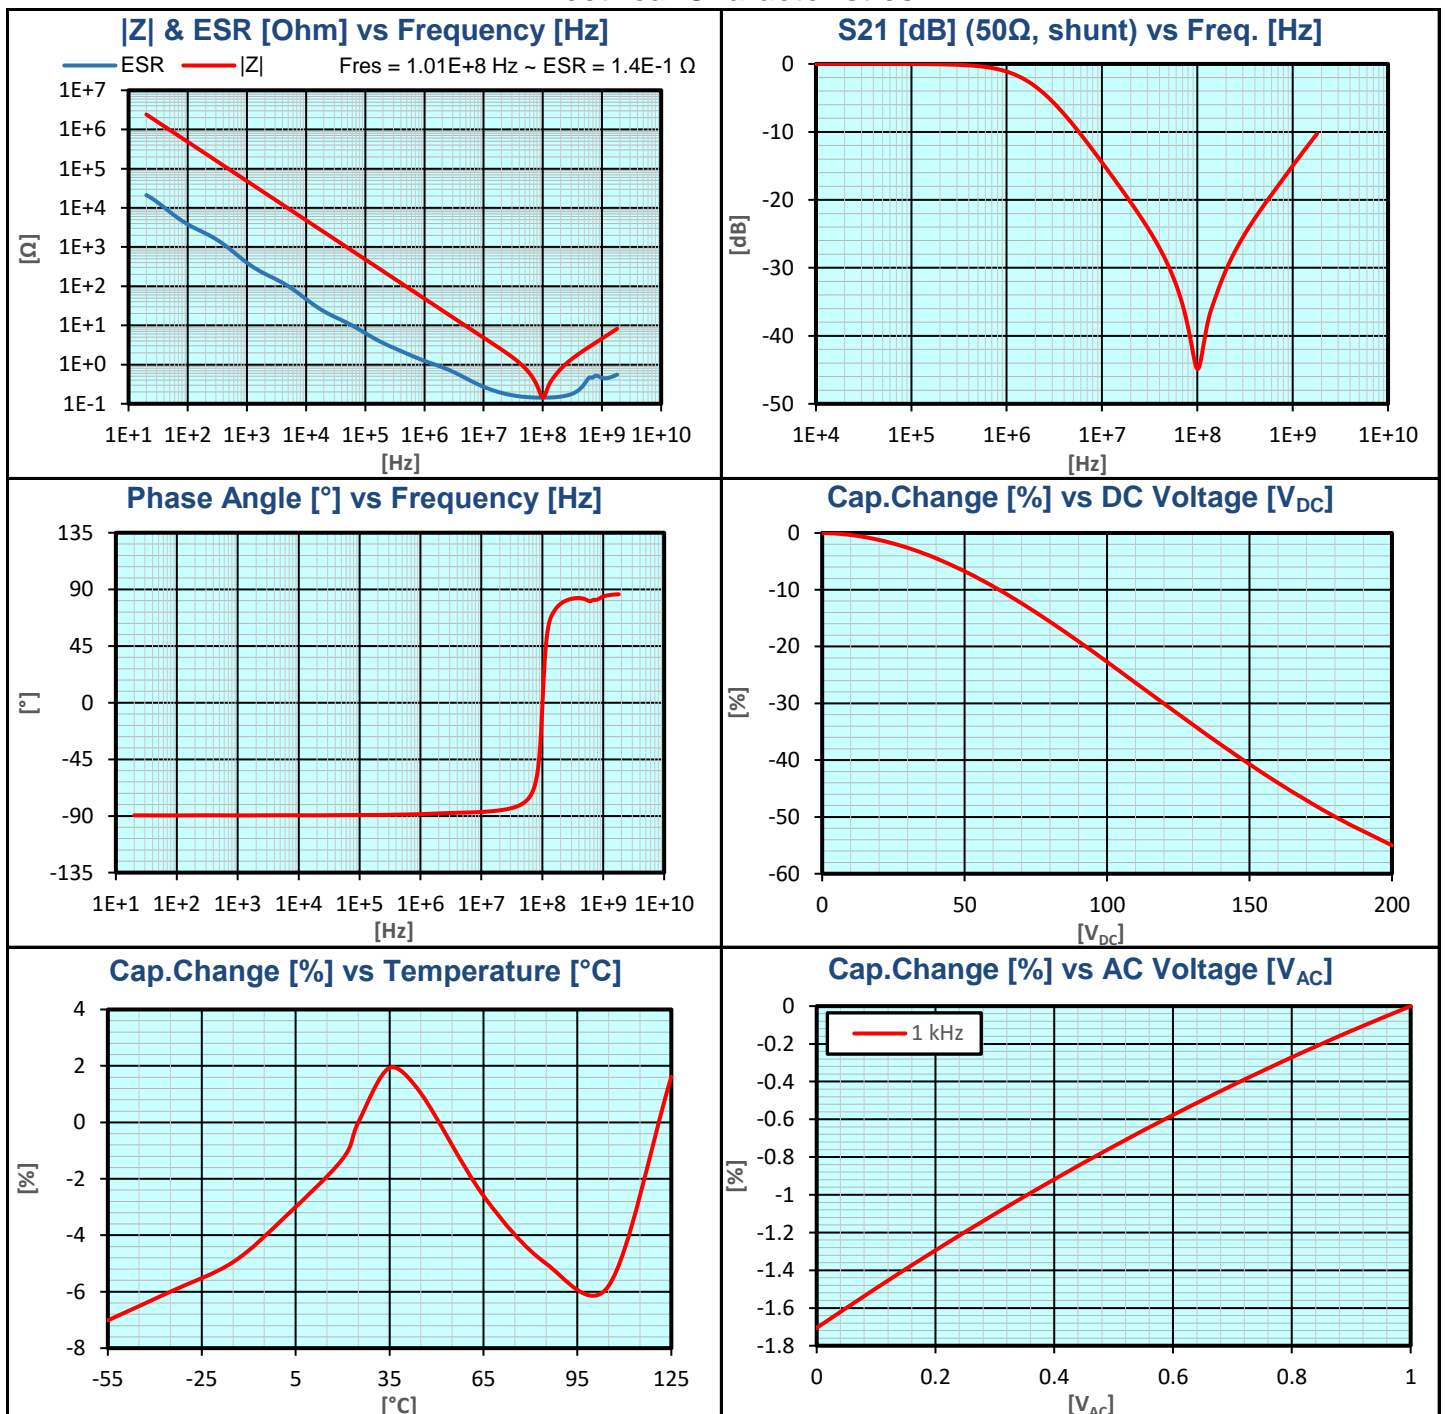 |Z| & ESR [Ohm] vs Frequency [Hz]
ESR |Z| Fres = 1.01E+8 Hz ~ ESR = 1.4E-1 Ω
1E+7
1E+6
1E+5
1E+4
1E+3
1E+2
1E+1
1E+0
1E-1
[Ω]
1E+1 1E+2 1E+3 1E+4 1E+5 1E+6 1E+7 1E+8 1E+9 1E+10
[Hz]
S21 [dB] (50Ω, shunt) vs Freq. [Hz]
0
-10
-20
-30
-40
-50
[dB]
1E+4 1E+5 1E+6 1E+7 1E+8 1E+9 1E+10
[Hz]
Phase Angle [°] vs Frequency [Hz]
135
90
45
0
-45
-90
-135
[°]
1E+1 1E+2 1E+3 1E+4 1E+5 1E+6 1E+7 1E+8 1E+9 1E+10
[Hz]
Cap.Change [%] vs DC Voltage [VDC]
0
-10
-20
-30
-40
-50
-60
[%]
0 50 100 150 200
[VDC]
Cap.Change [%] vs Temperature [°C]
4
2
0
-2
-4
-6
-8
[%]
-55 -25 5 35 65 95 125
[°C]
Cap.Change [%] vs AC Voltage [VAC]
1 kHz
0
-0.2
-0.4
-0.6
-0.8
-1
-1.2
-1.4
-1.6
-1.8
[%]
0 0.2 0.4 0.6 0.8 1
[VAC]